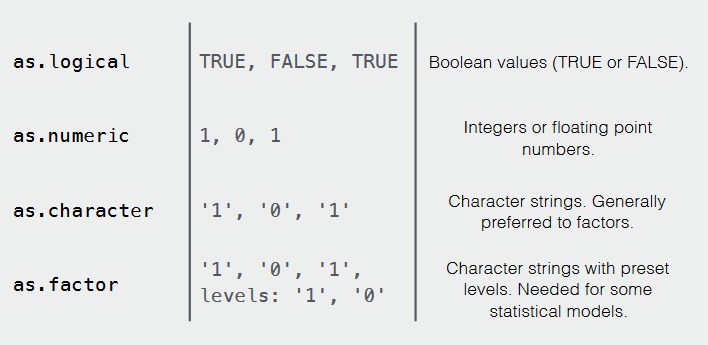 as.logical TRUE, FALSE, TRUE Boolean values (TRUE or FALSE).
as.numeric 1, 0, 1 Integers or floating point
numbers.
as.character '1', '0', '1' Character strings. Generally
preferred to factors.
as.factor '1', '0', '1',
levels: '1', '0' Character strings with preset
levels. Needed for some
statistical models.